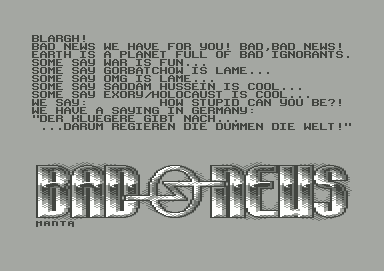 BLARGH!
BAD NEWS WE HAVE FOR YOU! BAD,BAD NEWS!
EARTH IS A PLANET FULL OF BAD IGNORANTS.
SOME SAY WAR IS FUN...
SOME SAY GORBATCHOW IS LAME...
SOME SAY OMG IS LAME...
SOME SAY SADDAM HUSSEIN IS COOL...
SOME SAY EXORY/HOLOCAUST IS COOL...
WE SAY: HOW STUPID CAN YOU BE?!
WE HAVE A SAYING IN GERMANY:
"DER KLUEGERE GIBT NACH...
...DARUM REGIEREN DIE DUMMEN DIE WELT!"
BAD NEWS
MANTA